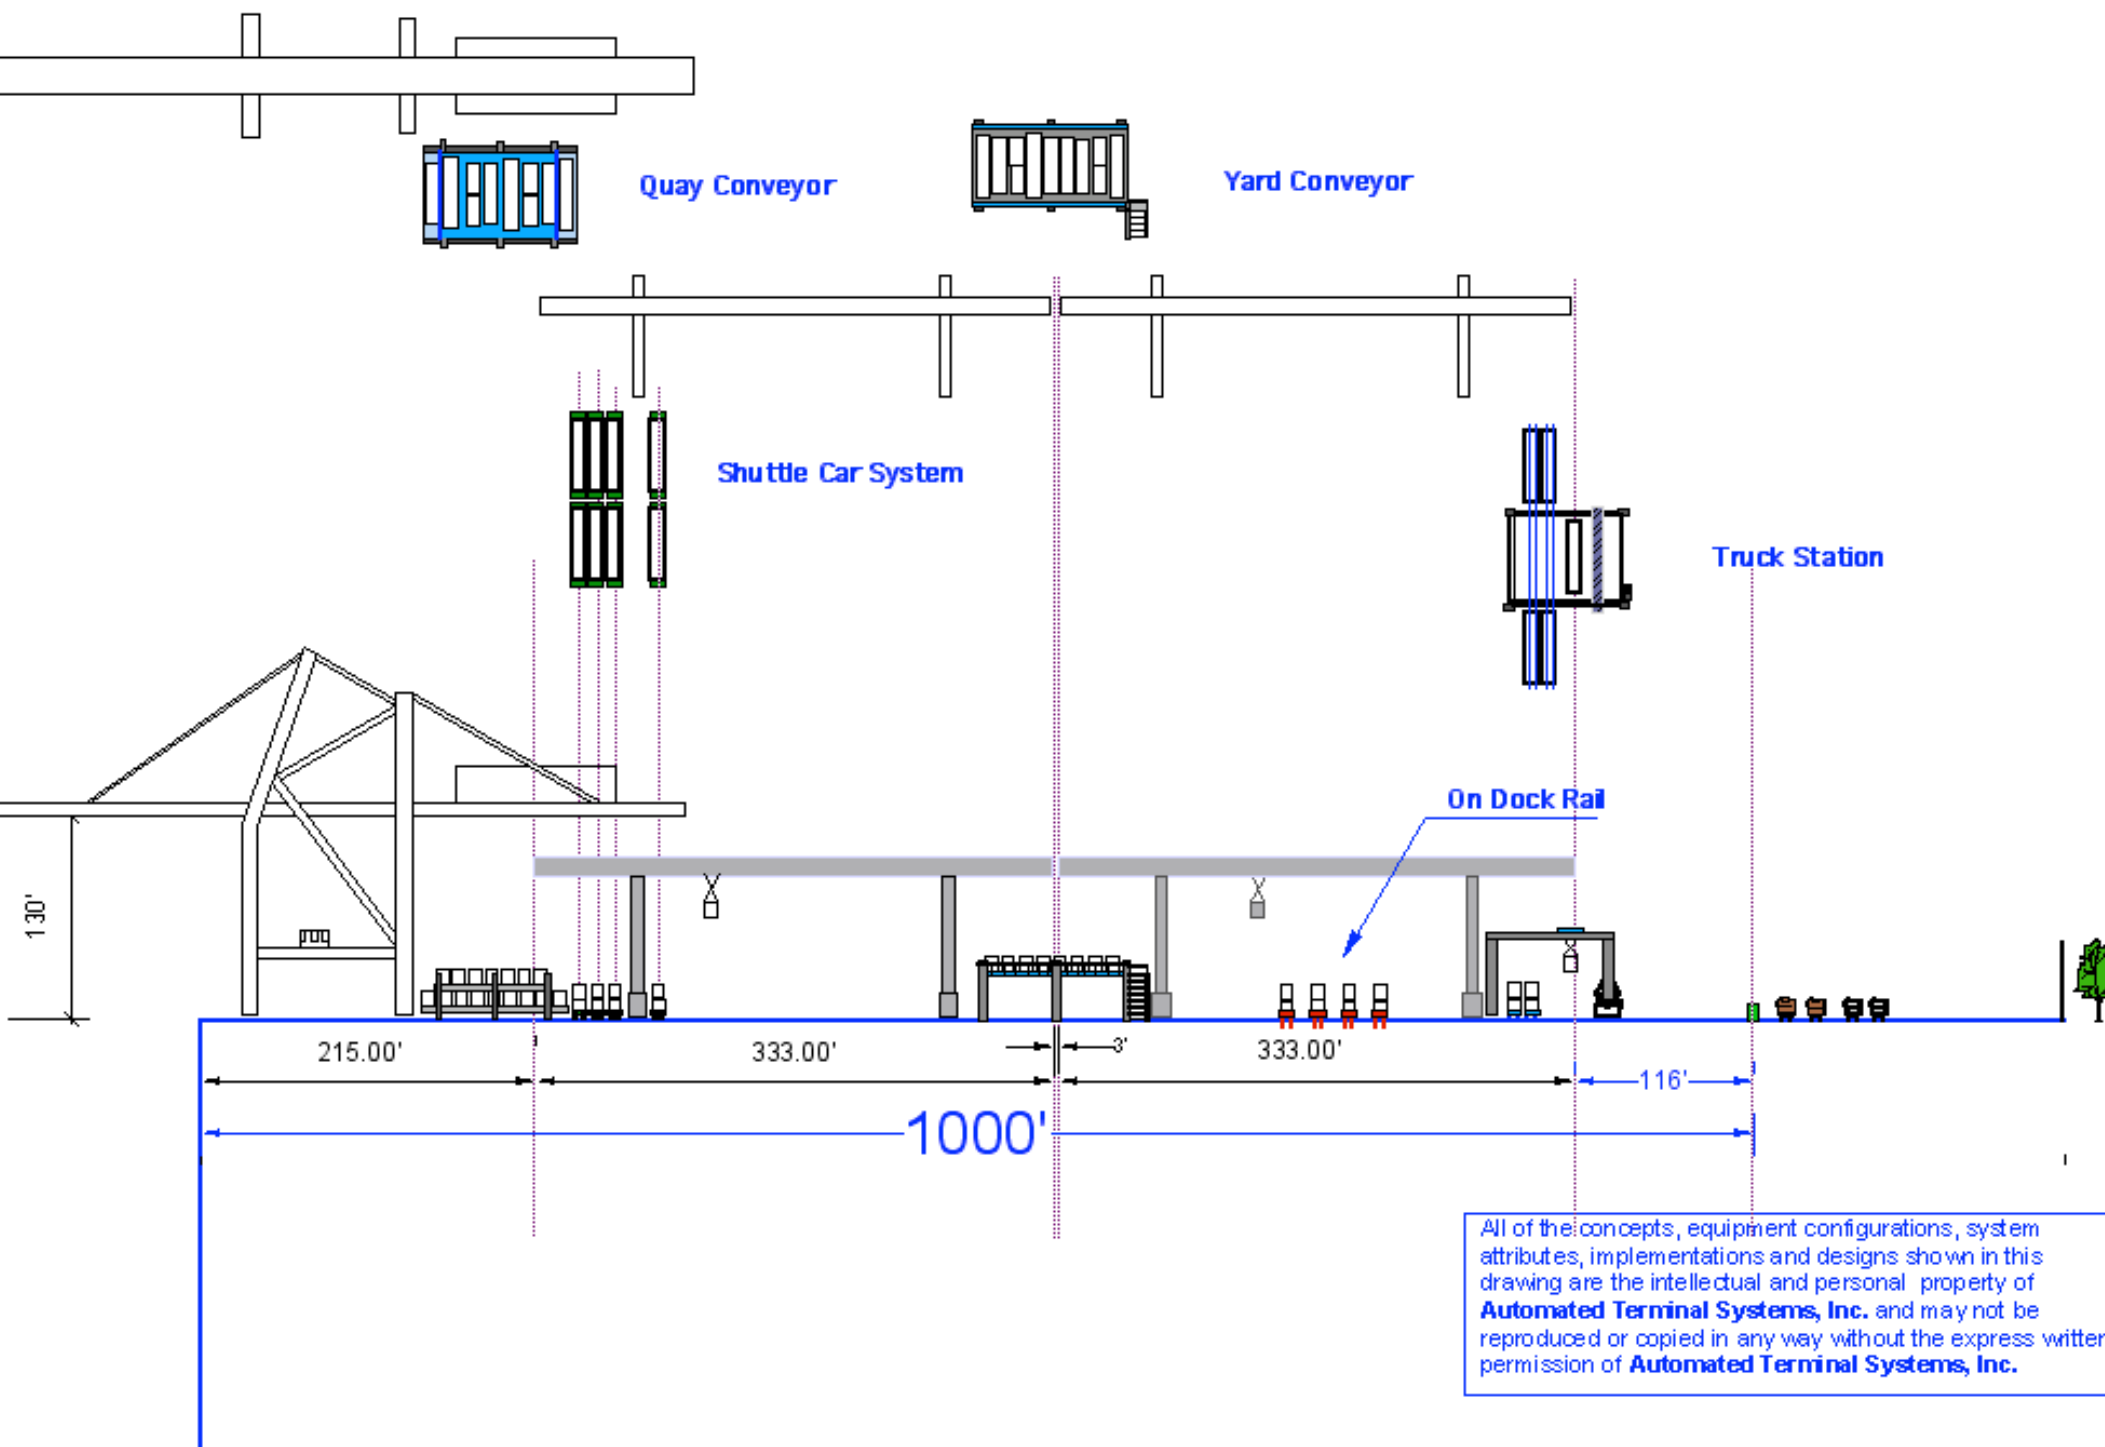 Quay Conveyor
Yard Conveyor
Shuttle Car System
Truck Station
On Dock Rail
130'
215.00'
333.00'
3'
333.00'
116'
1000'
All of the concepts, equipment configurations, system
attributes, implementations and designs shown in this
drawing are the intellectual and personal property of
Automated Terminal Systems, Inc. and may not be
reproduced or copied in any way without the express written
permission of Automated Terminal Systems, Inc.